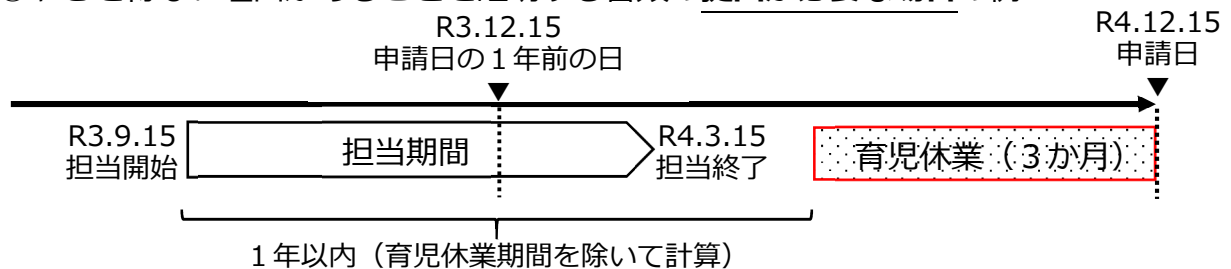 R3.12.15
申請日の１年前の日
R4.12.15
申請日
R3.9.15
担当開始
担当期間
R4.3.15
担当終了
育児休業（３か月）
１年以内（育児休業期間を除いて計算）